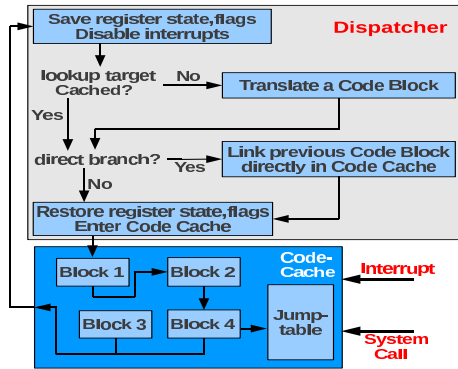 Save register state,flags
Disable interrupts
Dispatcher
lookup target
Cached?
No
Translate a Code Block
Yes
direct branch?
Yes
Link previous Code Block
directly in Code Cache
No
Restore register state,flags
Enter Code Cache
Code-
Cache
Block 1
Block 2
Interrupt
Block 3
Block 4
Jump-
table
System
Call